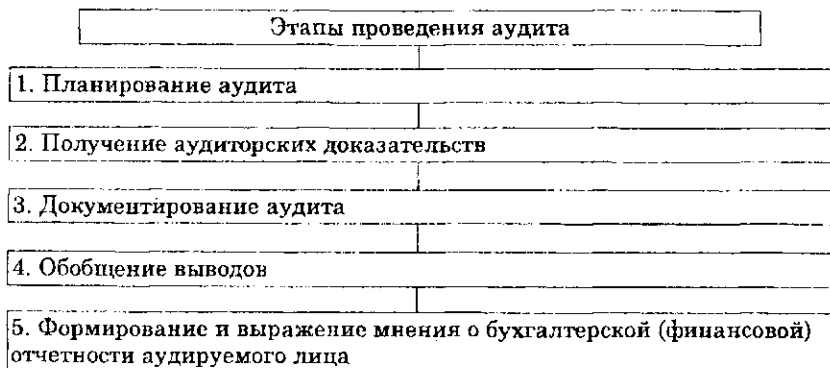 Этапы проведения аудита
1. Планирование аудита
2. Получение аудиторских доказательств
3. Документирование аудита
4. Обобщение выводов
5. Формирование и выражение мнения о бухгалтерской (финансовой)
отчетности аудируемого лица